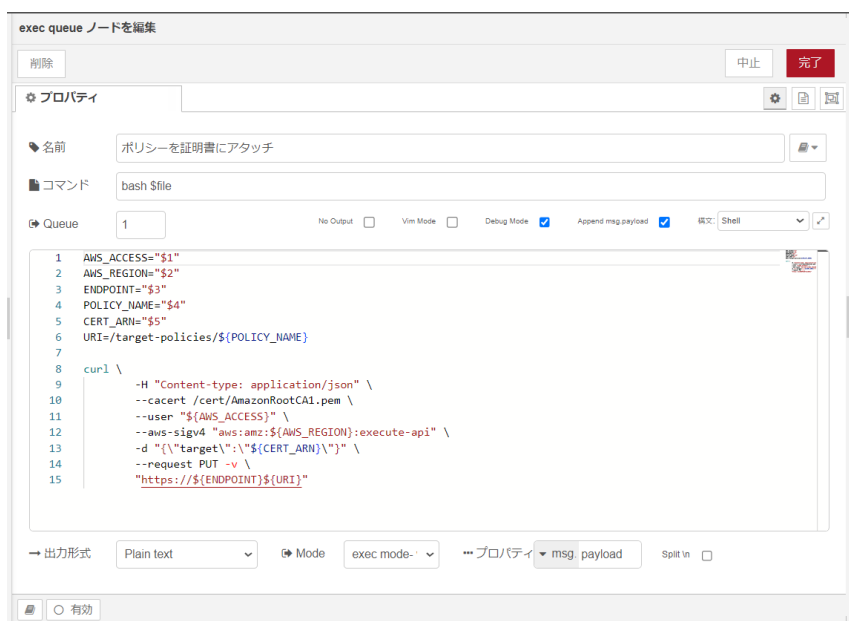 exec queue ノードを編集
削除
中止
完了
プロパティ
名前
ポリシーを証明書にアタッチ
コマンド
bash $file
Queue
1
No Output
Vim Mode
Debug Mode
Append msg.payload
構文:
Shell
1 AWS_ACCESS="$1"
2 AWS_REGION="$2"
3 ENDPOINT="$3"
4 POLICY_NAME="$4"
5 CERT_ARN="$5"
6 URI=/target-policies/${POLICY_NAME}
7
8 curl \
9 -H "Content-type: application/json" \
10 --cacert /cert/AmazonRootCA1.pem \
11 --user "${AWS_ACCESS}" \
12 --aws-sigv4 "aws:amz:${AWS_REGION}:execute-api" \
13 -d "{\"target\":\"${CERT_ARN}\"}" \
14 --request PUT -v \
15 "https://${ENDPOINT}${URI}"
出力形式
Plain text
Mode
exec mode-
プロパティ
msg.
payload
Split \n
有効